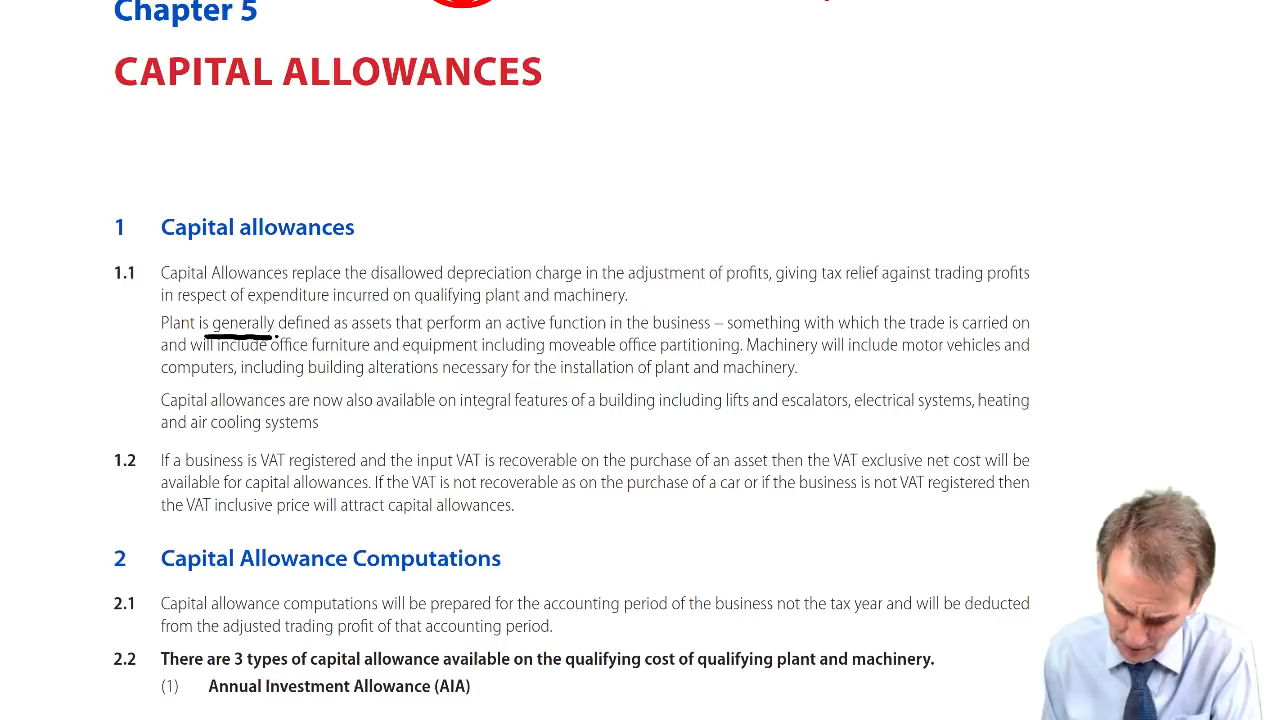 Chapter 5
CAPITAL ALLOWANCES
1 Capital allowances
1.1 Capital Allowances replace the disallowed depreciation charge in the adjustment of profits, giving tax relief against trading profits
in respect of expenditure incurred on qualifying plant and machinery.
Plant is generally defined as assets that perform an active function in the business – something with which the trade is carried on
and will include office furniture and equipment including moveable office partitioning. Machinery will include motor vehicles and
computers, including building alterations necessary for the installation of plant and machinery.
Capital allowances are now also available on integral features of a building including lifts and escalators, electrical systems, heating
and air cooling systems
1.2 If a business is VAT registered and the input VAT is recoverable on the purchase of an asset then the VAT exclusive net cost will be
available for capital allowances. If the VAT is not recoverable as on the purchase of a car or if the business is not VAT registered then
the VAT inclusive price will attract capital allowances.
2 Capital Allowance Computations
2.1 Capital allowance computations will be prepared for the accounting period of the business not the tax year and will be deducted
from the adjusted trading profit of that accounting period.
2.2 There are 3 types of capital allowance available on the qualifying cost of qualifying plant and machinery.
(1) Annual Investment Allowance (AIA)